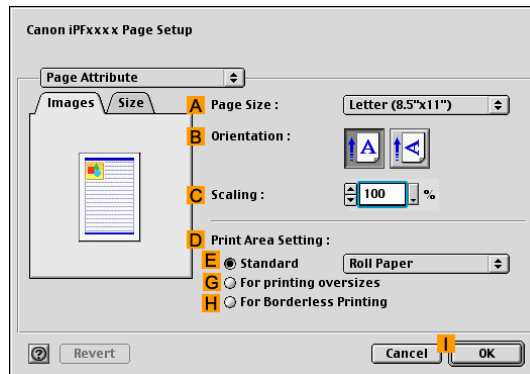 Canon iPFxxxx Page Setup
Page Attribute
Images Size
A Page Size : Letter (8.5"x11")
B Orientation : A A
C Scaling : 100 %
D Print Area Setting :
E Standard Roll Paper
G For printing oversizes
H For Borderless Printing
? Revert Cancel I OK